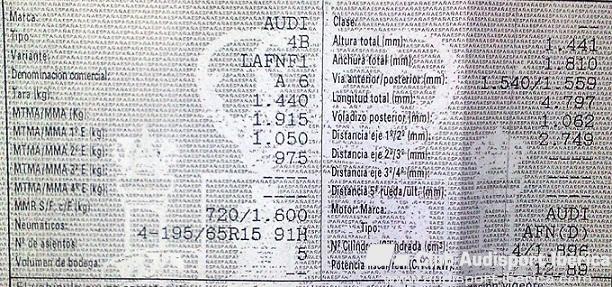 Marca: AUDI
Tipo: 4B
Variante: LAFNF1
Denominación comercial: A 6
Tara (kg): 1.440
MTMA/MMA (Kg): 1.915
MTMA/MMA 1º E (kg): 1.050
MTMA/MMA 2º E (kg): 975
MTMA/MMA 3º E (kg): ----
MTMA/MMA 4º E (kg): ----
MMR S/F. c/F (kg): 720/1.600
Neumáticos: 4-195/65R15 91H
Nº de asientos: 5
Volumen de bodega: --
Clase:
Altura total (mm): 1.441
Anchura total (mm): 1.810
Vía anterior/posterior (mm): 1.540/1.559
Longitud total (mm): 4.797
Voladizo posterior (mm): 1.062
Distancia eje 1º/2º (mm): 2.749
Distancia eje 2º/3º (mm): ----
Distancia eje 3º/4º (mm): ----
Distancia 5ª rueda/últ. (mm): ----
Motor: Marca: AUDI
Tipo: AFN(D)
Nº Cilindros/Cilindrada (cm³) 4/1.896
Club Audisport Iberica
12-89